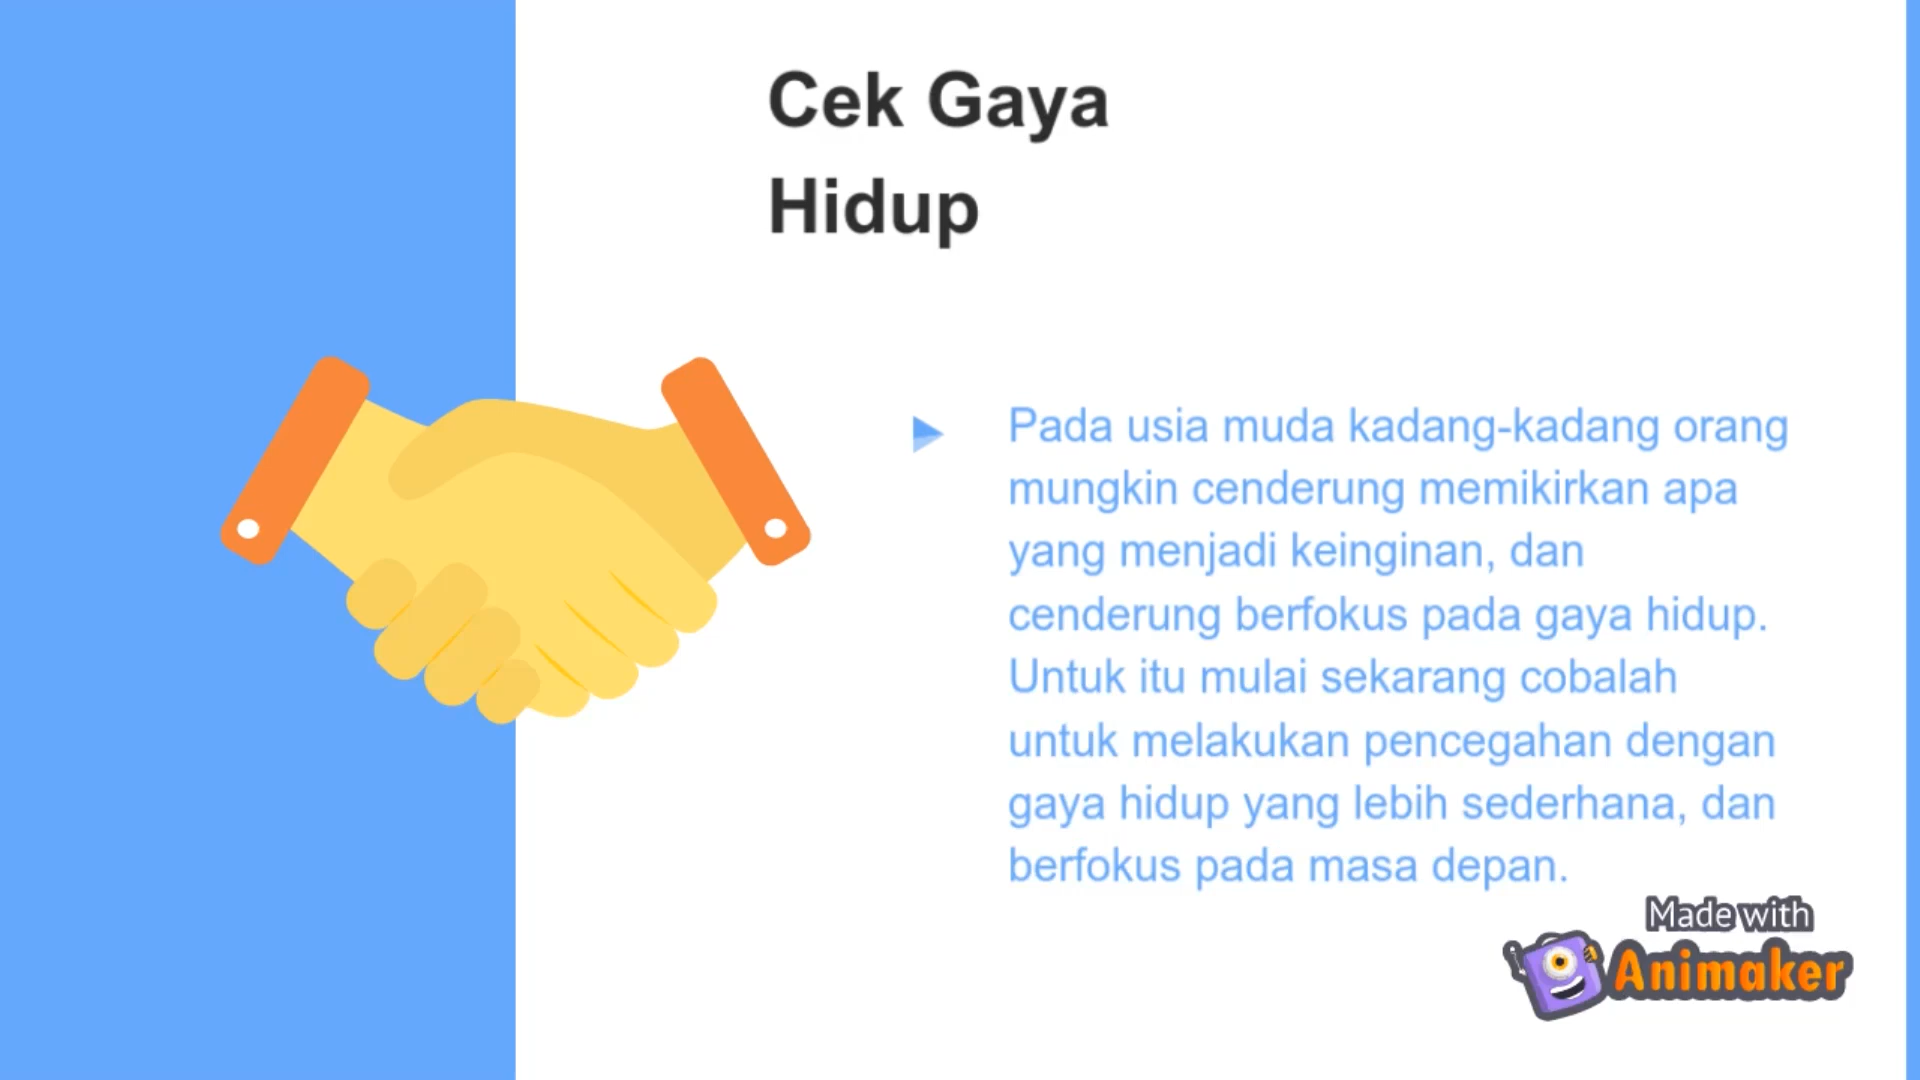 Cek Gaya
Hidup
Pada usia muda kadang-kadang orang
mungkin cenderung memikirkan apa
yang menjadi keinginan, dan
cenderung berfokus pada gaya hidup.
Untuk itu mulai sekarang cobalah
untuk melakukan pencegahan dengan
gaya hidup yang lebih sederhana, dan
berfokus pada masa depan.
Made with
Animaker